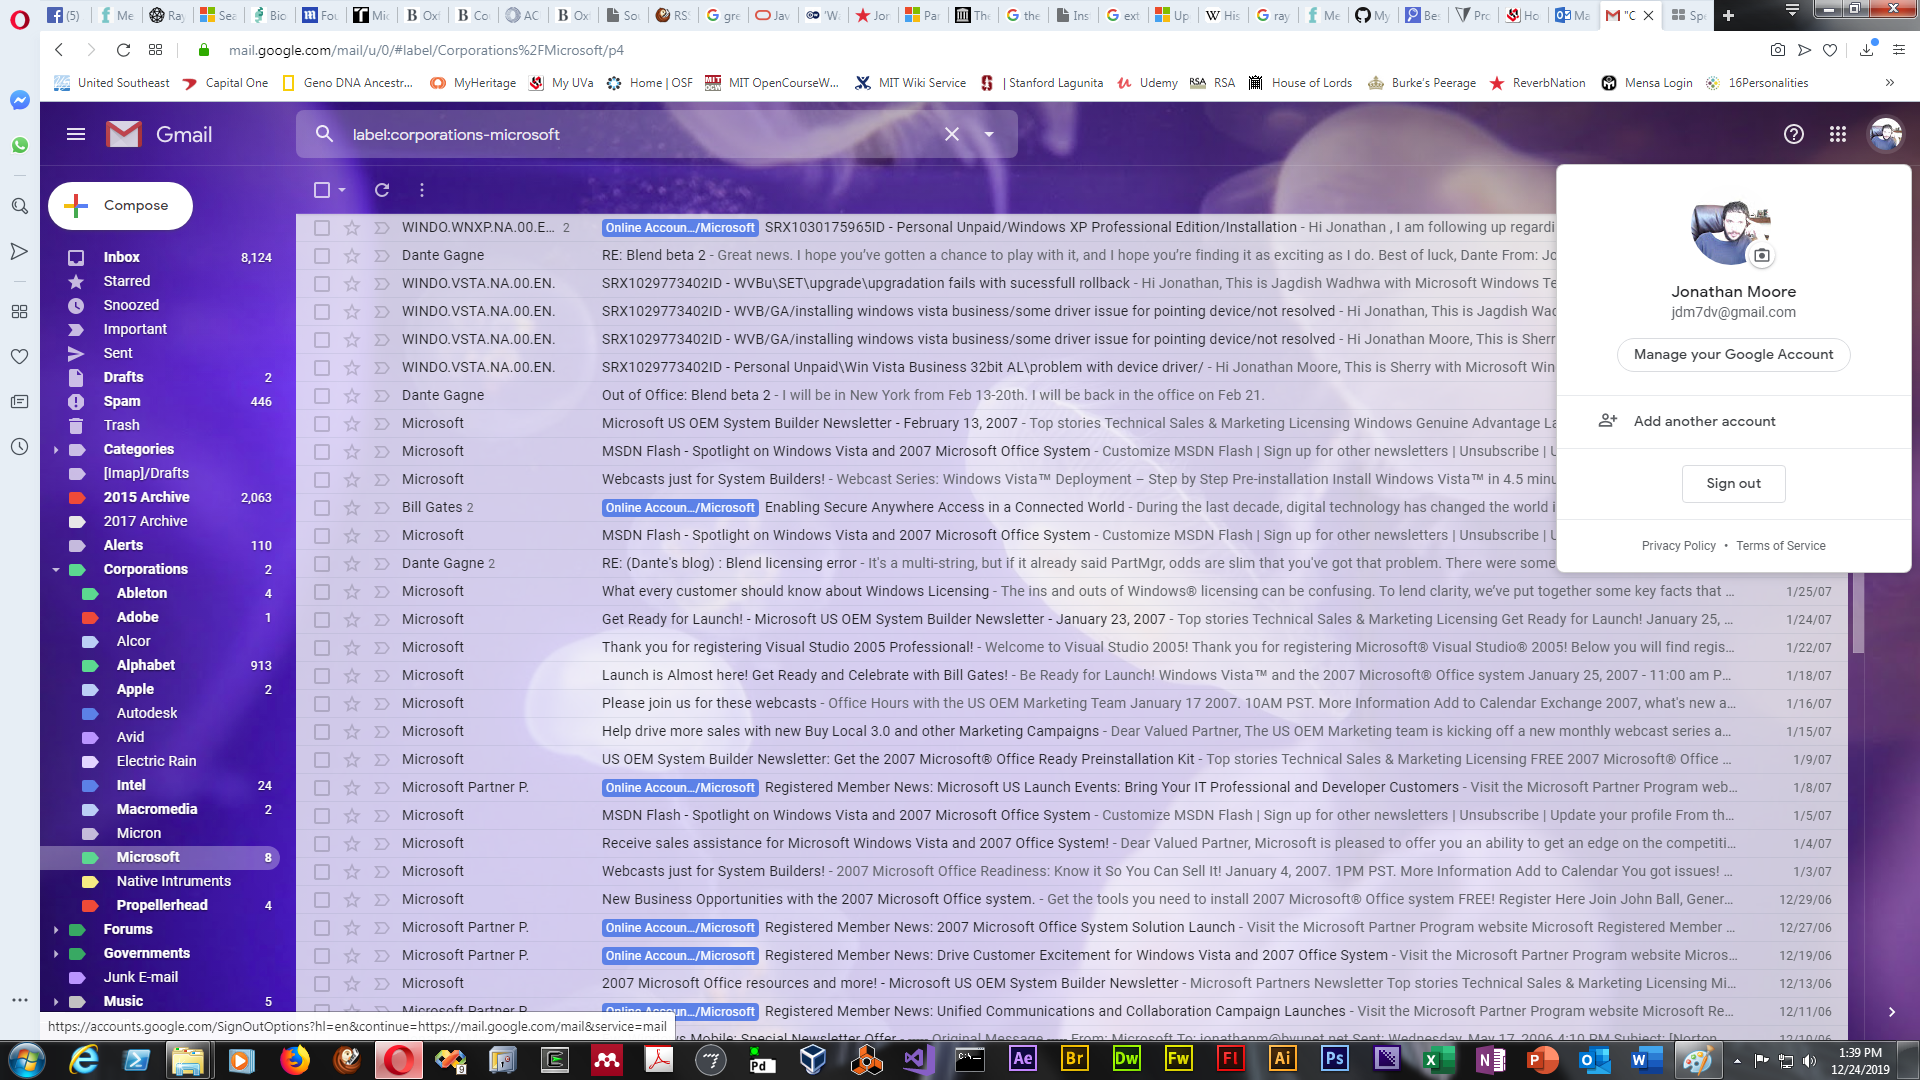 (5) Me Ray Sea Bio Fou Mic Oxf Co AC Oxf Sou RS gre Jav 'W Jor Par The the Ins ext Up His ray Me My Bes Pro Ho Ma "C Spe
mail.google.com/mail/u/0/#label/Corporations%2FMicrosoft/p4
United Southeast Capital One Geno DNA Ancestr... MyHeritage My UVa Home | OSF MIT OpenCourseW... MIT Wiki Service | Stanford Lagunita Udemy RSA RSA House of Lords Burke's Peerage ReverbNation Mensa Login 16Personalities »
Gmail label:corporations-microsoft
Compose
Inbox 8,124
Starred
Snoozed
Important
Sent
Drafts 2
Spam 446
Trash
Categories
[Imap]/Drafts
2015 Archive 2,063
2017 Archive
Alerts 110
Corporations 2
Ableton 4
Adobe 1
Alcor
Alphabet 913
Apple 2
Autodesk
Avid
Electric Rain
Intel 24
Macromedia 2
Micron
Microsoft 8
Native Intruments
Propellerhead 4
Forums
Governments
Junk E-mail
Music 5
WINDO.WNXP.NA.00.E... 2 Online Accoun.../Microsoft SRX1030175965ID - Personal Unpaid/Windows XP Professional Edition/Installation - Hi Jonathan , I am following up regardi
Dante Gagne RE: Blend beta 2 - Great news. I hope you've gotten a chance to play with it, and I hope you're finding it as exciting as I do. Best of luck, Dante From: Jo
WINDO.VSTA.NA.00.EN. SRX1029773402ID - WVBu\SET\upgrade\upgradation fails with sucessful rollback - Hi Jonathan, This is Jagdish Wadhwa with Microsoft Windows Te
WINDO.VSTA.NA.00.EN. SRX1029773402ID - WVB/GA/installing windows vista business/some driver issue for pointing device/not resolved - Hi Jonathan, This is Jagdish Wad
WINDO.VSTA.NA.00.EN. SRX1029773402ID - WVB/GA/installing windows vista business/some driver issue for pointing device/not resolved - Hi Jonathan Moore, This is Sherr
WINDO.VSTA.NA.00.EN. SRX1029773402ID - Personal Unpaid\Win Vista Business 32bit AL\problem with device driver/ - Hi Jonathan Moore, This is Sherry with Microsoft Win
Dante Gagne Out of Office: Blend beta 2 - I will be in New York from Feb 13-20th. I will be back in the office on Feb 21.
Microsoft Microsoft US OEM System Builder Newsletter - February 13, 2007 - Top stories Technical Sales & Marketing Licensing Windows Genuine Advantage La
Microsoft MSDN Flash - Spotlight on Windows Vista and 2007 Microsoft Office System - Customize MSDN Flash | Sign up for other newsletters | Unsubscribe | U
Microsoft Webcasts just for System Builders! - Webcast Series: Windows Vista™ Deployment – Step by Step Pre-installation Install Windows Vista™ in 4.5 minu
Bill Gates 2 Online Accoun.../Microsoft Enabling Secure Anywhere Access in a Connected World - During the last decade, digital technology has changed the world i
Microsoft MSDN Flash - Spotlight on Windows Vista and 2007 Microsoft Office System - Customize MSDN Flash | Sign up for other newsletters | Unsubscribe | U
Dante Gagne 2 RE: (Dante's blog) : Blend licensing error - It's a multi-string, but if it already said PartMgr, odds are slim that you've got that problem. There were some
Microsoft What every customer should know about Windows Licensing - The ins and outs of Windows® licensing can be confusing. To lend clarity, we've put together some key facts that ... 1/25/07
Microsoft Get Ready for Launch! - Microsoft US OEM System Builder Newsletter - January 23, 2007 - Top stories Technical Sales & Marketing Licensing Get Ready for Launch! January 25, ... 1/24/07
Microsoft Thank you for registering Visual Studio 2005 Professional! - Welcome to Visual Studio 2005! Thank you for registering Microsoft® Visual Studio® 2005! Below you will find regis... 1/22/07
Microsoft Launch is Almost here! Get Ready and Celebrate with Bill Gates! - Be Ready for Launch! Windows Vista™ and the 2007 Microsoft® Office system January 25, 2007 - 11:00 am P... 1/18/07
Microsoft Please join us for these webcasts - Office Hours with the US OEM Marketing Team January 17 2007. 10AM PST. More Information Add to Calendar Exchange 2007, what's new a... 1/16/07
Microsoft Help drive more sales with new Buy Local 3.0 and other Marketing Campaigns - Dear Valued Partner, The US OEM Marketing team is kicking off a new monthly webcast series a... 1/15/07
Microsoft US OEM System Builder Newsletter: Get the 2007 Microsoft® Office Ready Preinstallation Kit - Top stories Technical Sales & Marketing Licensing FREE 2007 Microsoft® Office ... 1/9/07
Microsoft Partner P. Online Accoun.../Microsoft Registered Member News: Microsoft US Launch Events: Bring Your IT Professional and Developer Customers - Visit the Microsoft Partner Program web... 1/8/07
Microsoft MSDN Flash - Spotlight on Windows Vista and 2007 Microsoft Office System - Customize MSDN Flash | Sign up for other newsletters | Unsubscribe | Update your profile From th... 1/5/07
Microsoft Receive sales assistance for Microsoft Windows Vista and 2007 Office System! - Dear Valued Partner, Microsoft is pleased to offer you an ability to get an edge on the competiti... 1/4/07
Microsoft Webcasts just for System Builders! - 2007 Microsoft Office Readiness: Know it So You Can Sell It! January 4, 2007. 1PM PST. More Information Add to Calendar You got issues! ... 1/3/07
Microsoft New Business Opportunities with the 2007 Microsoft Office system. - Get the tools you need to install 2007 Microsoft® Office system FREE! Register Here Join John Ball, Gener... 12/29/06
Microsoft Partner P. Online Accoun.../Microsoft Registered Member News: 2007 Microsoft Office System Solution Launch - Visit the Microsoft Partner Program website Microsoft Registered Member ... 12/27/06
Microsoft Partner P. Online Accoun.../Microsoft Registered Member News: Drive Customer Excitement for Windows Vista and 2007 Office System - Visit the Microsoft Partner Program website Micros... 12/19/06
Microsoft 2007 Microsoft Office resources and more! - Microsoft US OEM System Builder Newsletter - Microsoft Partners Newsletter Top stories Technical Sales & Marketing Licensing Mi... 12/13/06
Microsoft Partner P. Online Accoun.../Microsoft Registered Member News: Unified Communications and Collaboration Campaign Launches - Visit the Microsoft Partner Program website Microsoft Registered Me... 12/11/06
ws Mobile: Special Newsletter Offer - ----- Original Message ----- From: Microsoft To: jonathanm@byunet.net Sent: Wednesday, May 17, 2006 4:10 PM Subject: [Norton 12/10/06
Jonathan Moore
jdm7dv@gmail.com
Manage your Google Account
Add another account
Sign out
Privacy Policy • Terms of Service
https://accounts.google.com/SignOutOptions?hl=en&continue=https://mail.google.com/mail&service=mail
Pd Ae Br Dw Fw Fl Ai Ps
1:39 PM
12/24/2019